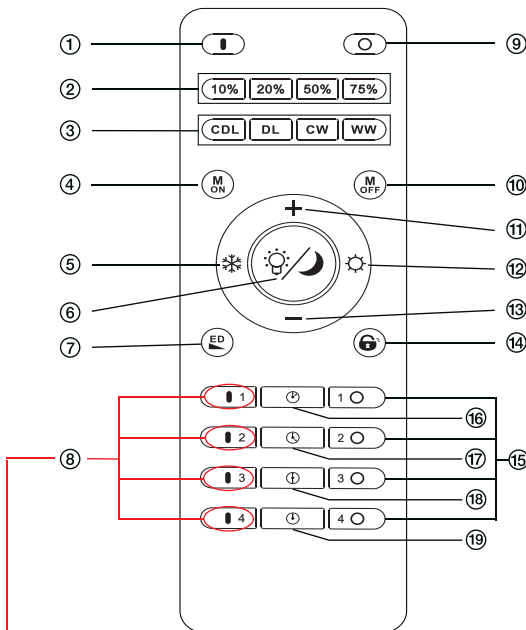 ① ⑨
② 10% 20% 50% 75%
③ CDL DL CW WW
④ M ON M OFF ⑩
+ ⑪
⑤ ⑫
⑥
− ⑬
⑦ ED ⑭
1 1
⑯
2 2
⑧ ⑰ ⑮
3 3
⑱
4 4
⑲